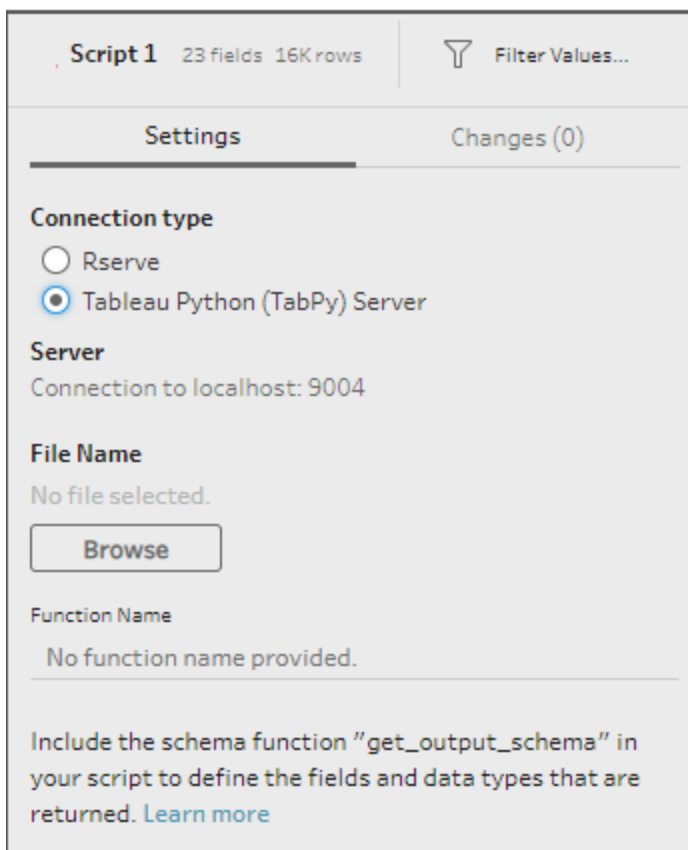 Script 1 23 fields 16K rows Filter Values...
Settings Changes (0)
Connection type
Rserve
Tableau Python (TabPy) Server
Server
Connection to localhost: 9004
File Name
No file selected.
Browse
Function Name
No function name provided.
Include the schema function "get_output_schema" in
your script to define the fields and data types that are
returned. Learn more